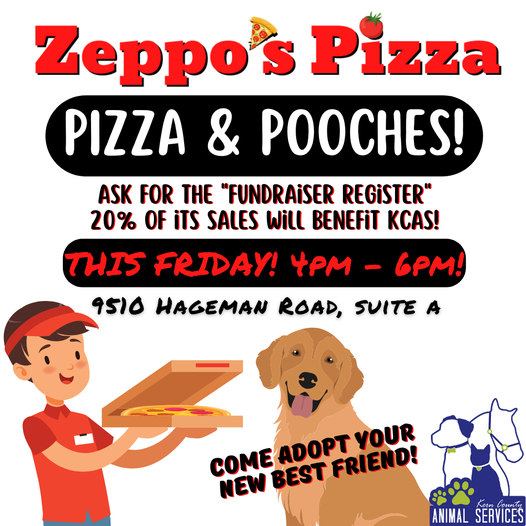 Zeppo's Pizza
PIZZA & POOCHES!
ASK FOR THE "FUNDRAiSER REGiSTER"
20% OF iTS SALES WiLL BENEFiT KCAS!
THIS FRIDAY! 4PM - 6PM!
9510 HAGEMAN ROAD, SUITE A
COME ADOPT YOUR
NEW BEST FRIEND!
Kern County
ANIMAL SERVICES